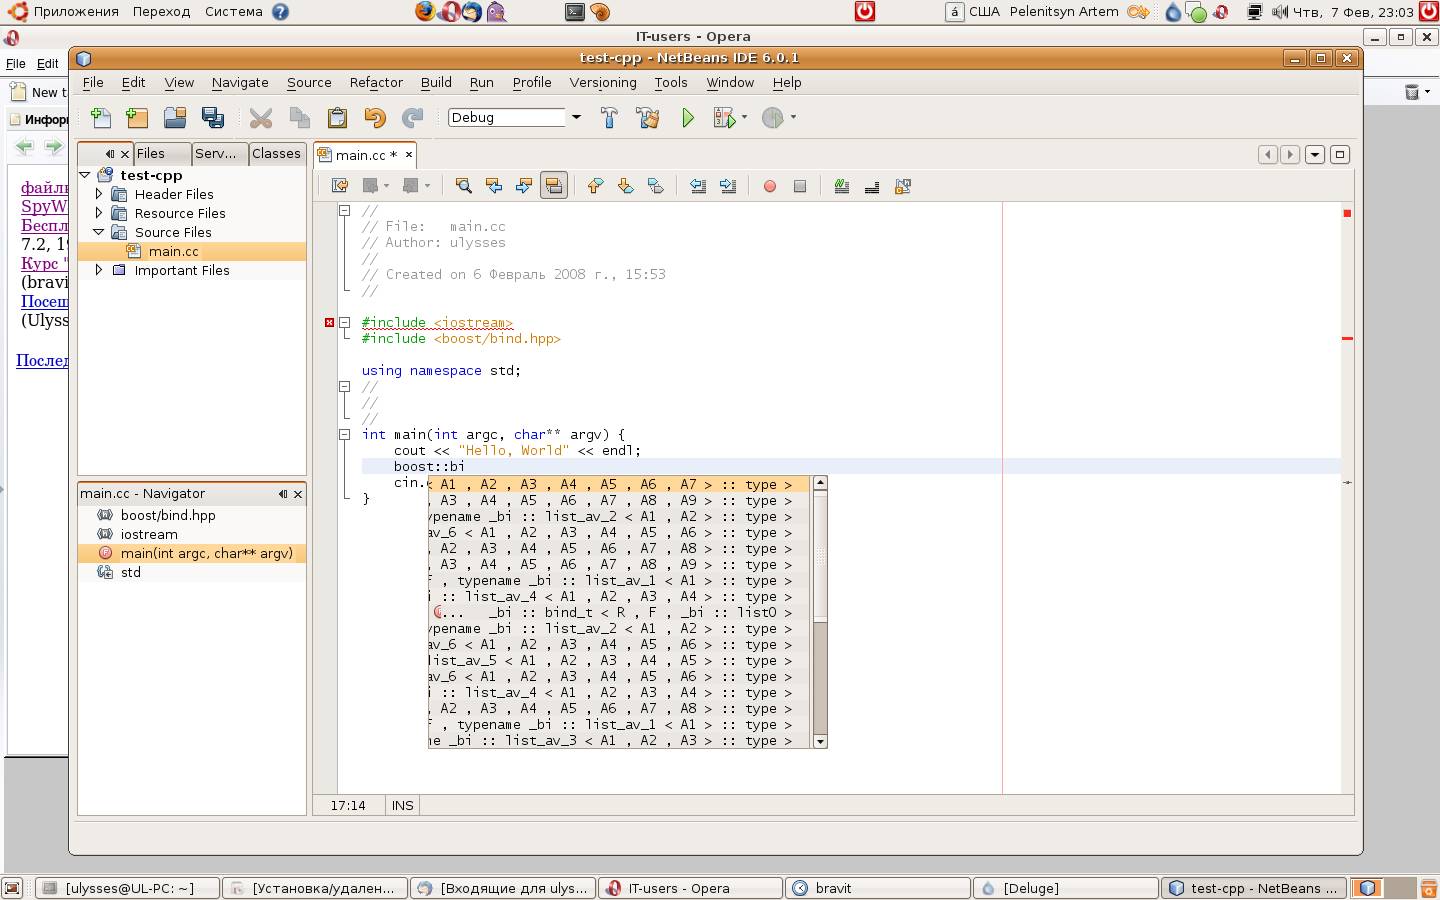 Приложения Переход Система
США Pelenitsyn Artem Чтв, 7 Фев, 23:03
IT-users - Opera
test-cpp - NetBeans IDE 6.0.1
File Edit
File Edit View Navigate Source Refactor Build Run Profile Versioning Tools Window Help
New t
Debug
Инфор
Files Serv... Classes
main.cc *
test-cpp
Header Files
Resource Files
Source Files
main.cc
Important Files
файлы
SpyW
Беспл
7.2, 1
Курс "
(bravi
Посещ
(Ulyss
Послед
//
// File: main.cc
// Author: ulysses
//
// Created on 6 Февраль 2008 г., 15:53
//
#include <iostream>
#include <boost/bind.hpp>
using namespace std;
//
//
//
int main(int argc, char** argv) {
cout << "Hello, World" << endl;
boost::bi
cin.
}
< A1 , A2 , A3 , A4 , A5 , A6 , A7 > :: type >
, A3 , A4 , A5 , A6 , A7 , A8 , A9 > :: type >
ypename _bi :: list_av_2 < A1 , A2 > :: type >
av_6 < A1 , A2 , A3 , A4 , A5 , A6 > :: type >
, A2 , A3 , A4 , A5 , A6 , A7 , A8 > :: type >
, A3 , A4 , A5 , A6 , A7 , A8 , A9 > :: type >
F , typename _bi :: list_av_1 < A1 > :: type >
i :: list_av_4 < A1 , A2 , A3 , A4 > :: type >
... _bi :: bind_t < R , F , _bi :: list0 >
ypename _bi :: list_av_2 < A1 , A2 > :: type >
av_6 < A1 , A2 , A3 , A4 , A5 , A6 > :: type >
list_av_5 < A1 , A2 , A3 , A4 , A5 > :: type >
av_6 < A1 , A2 , A3 , A4 , A5 , A6 > :: type >
i :: list_av_4 < A1 , A2 , A3 , A4 > :: type >
, A2 , A3 , A4 , A5 , A6 , A7 , A8 > :: type >
F , typename _bi :: list_av_1 < A1 > :: type >
ne _bi :: list_av_3 < A1 , A2 , A3 > :: type >
main.cc - Navigator
boost/bind.hpp
iostream
main(int argc, char** argv)
std
17:14 INS
[ulysses@UL-PC: ~] [Установка/удален... [Входящие для ulys... IT-users - Opera bravit [Deluge] test-cpp - NetBeans ...